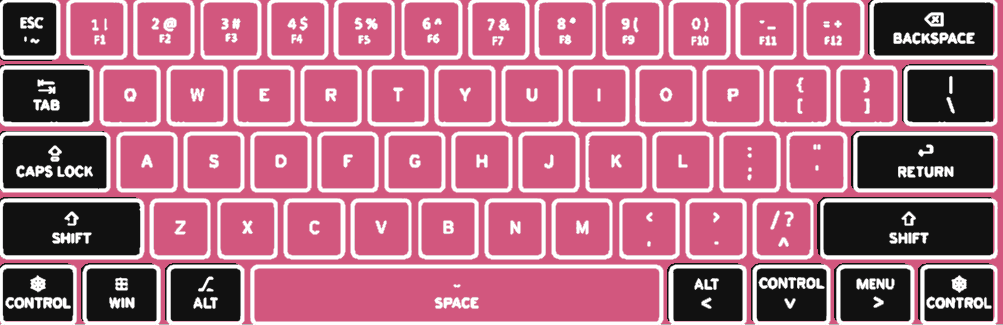 ESC 1 ! 2 @ 3 # 4 $ 5 % 6 ^ 7 & 8 * 9 ( 0 ) - _ = + BACKSPACE
' ~ F1 F2 F3 F4 F5 F6 F7 F8 F9 F10 F11 F12
TAB Q W E R T Y U I O P { [ } ] | \
CAPS LOCK A S D F G H J K L : ; " ' RETURN
SHIFT Z X C V B N M < , > . / ? ^ SHIFT
CONTROL WIN ALT SPACE ALT < CONTROL v MENU > CONTROL